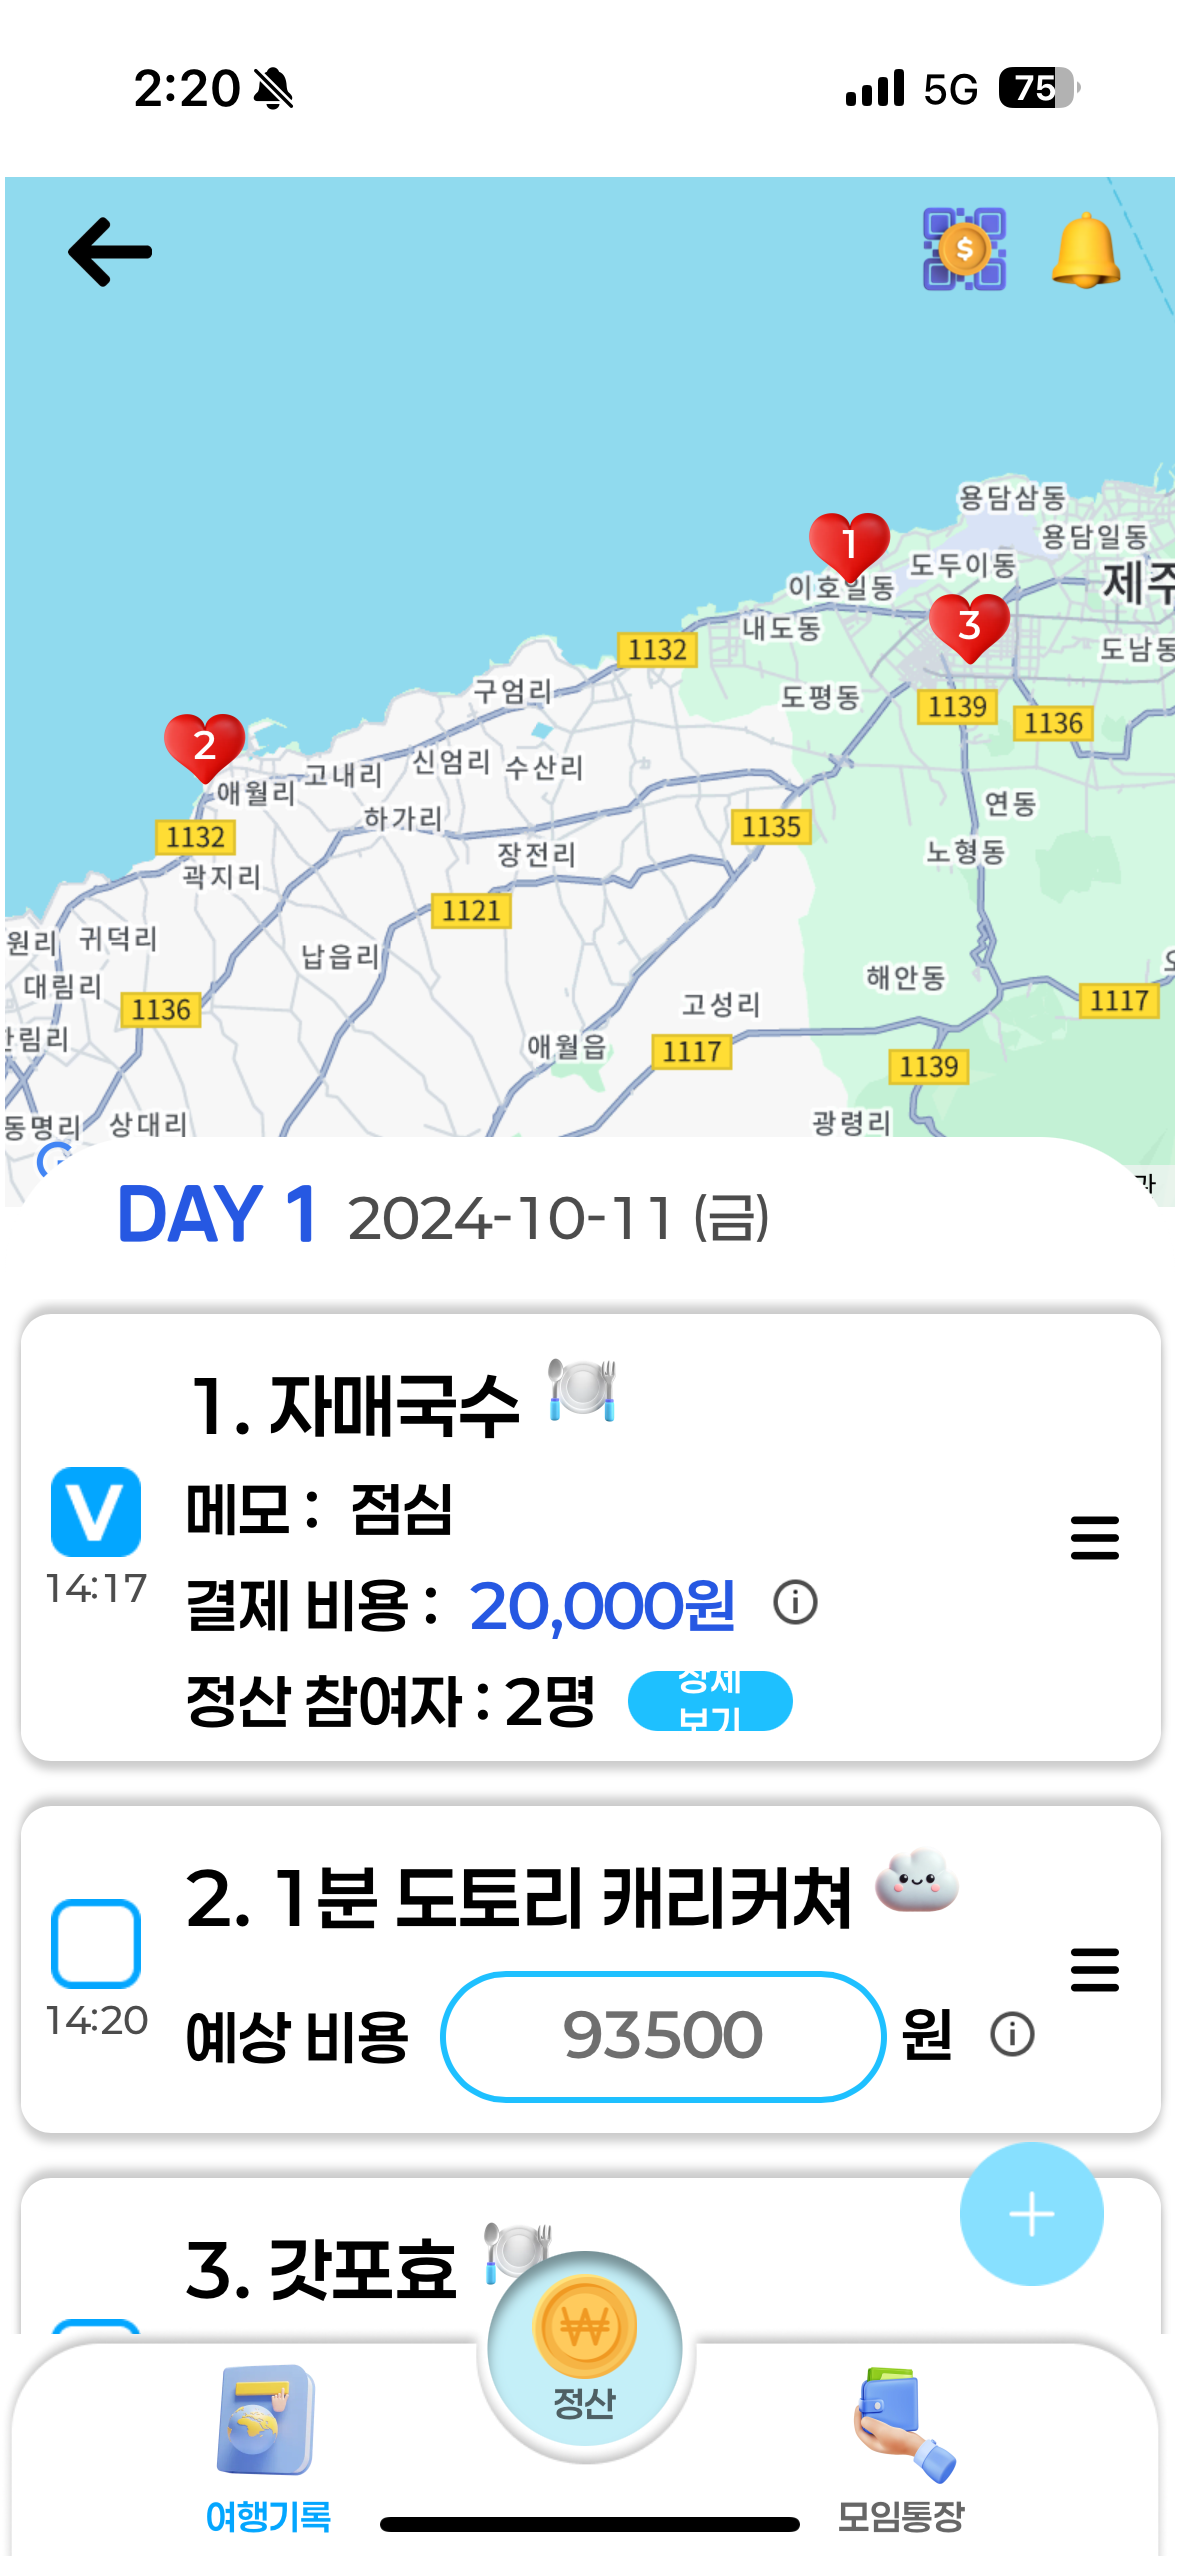 2:20
5G
75
용담삼동
용담일동
1
도두이동
이호일동
제주
3
내도동
1132
도남동
구엄리
도평동
1139
1136
2
신엄리
수산리
고내리
애월리
연동
하가리
1135
1132
노형동
장전리
곽지리
1121
원리
귀덕리
납읍리
해안동
대림리
고성리
1117
1136
한림리
애월읍
1117
1139
동명리
상대리
광령리
DAY 1 2024-10-11 (금)
1. 자매국수
V
메모 : 점심
14:17
결제 비용 : 20,000원
정산 참여자 : 2명
상세
보기
2. 1분 도토리 캐리커쳐
14:20
예상 비용 93500 원
3. 갓포효
+
정산
여행기록
모임통장